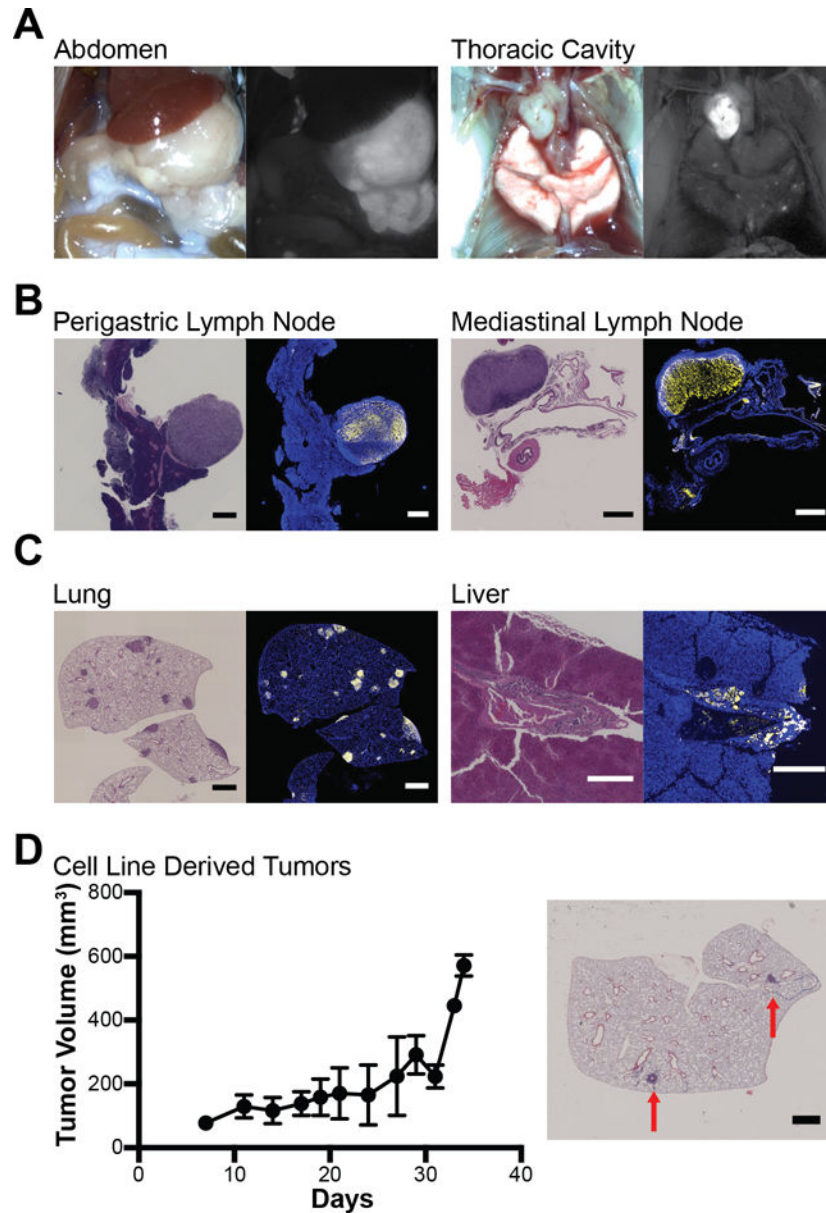 A
Abdomen
Thoracic Cavity
B
Perigastric Lymph Node
Mediastinal Lymph Node
C
Lung
Liver
D
Cell Line Derived Tumors
Tumor Volume (mm³)
800
600
400
200
0
0
10
20
30
40
Days